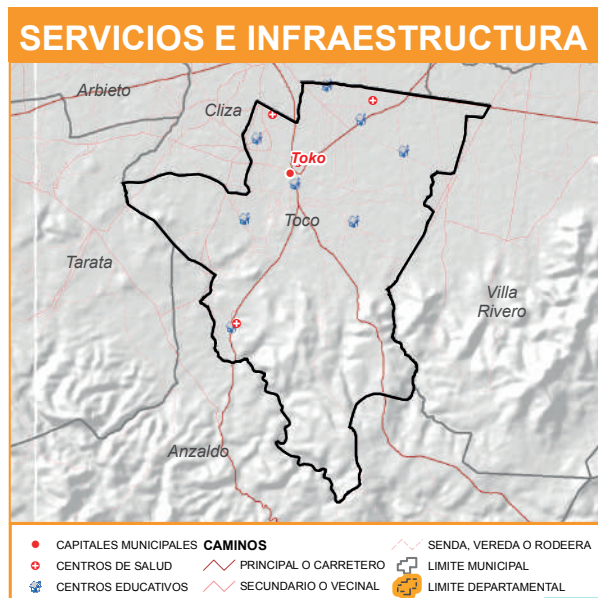 SERVICIOS E INFRAESTRUCTURA
Arbieto
Cliza
Toko
Toco
Tarata
Villa
Rivero
Anzaldo
CAPITALES MUNICIPALES CAMINOS SENDA, VEREDA O RODEERA
CENTROS DE SALUD PRINCIPAL O CARRETERO LIMITE MUNICIPAL
CENTROS EDUCATIVOS SECUNDARIO O VECINAL LIMITE DEPARTAMENTAL